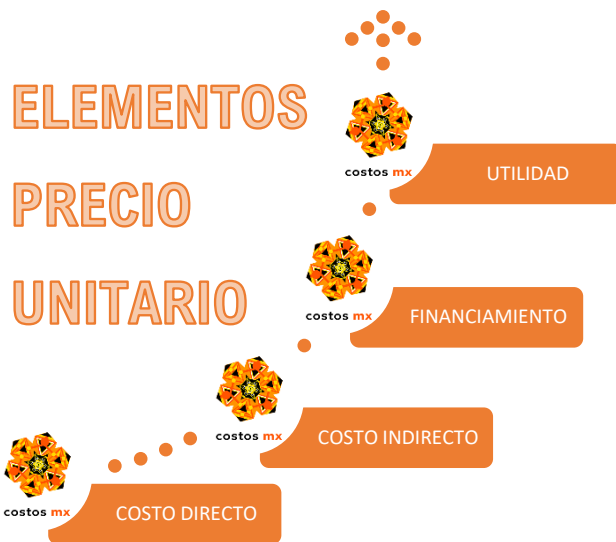 ELEMENTOS
PRECIO
UNITARIO
costos mx
UTILIDAD
costos mx
FINANCIAMIENTO
costos mx
COSTO INDIRECTO
costos mx
COSTO DIRECTO